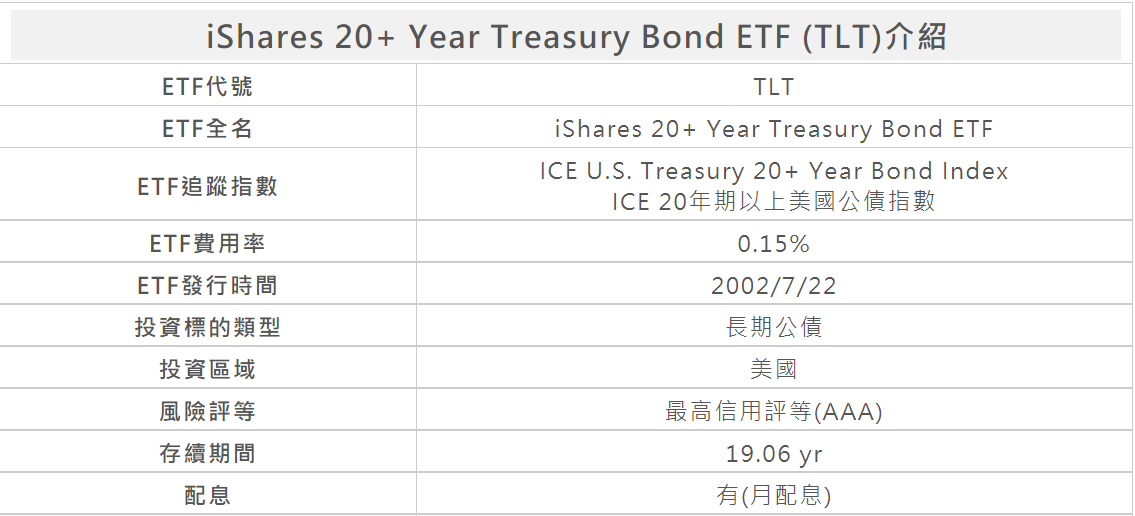 iShares 20+ Year Treasury Bond ETF (TLT)介紹
ETF代號 TLT
ETF全名 iShares 20+ Year Treasury Bond ETF
ETF追蹤指數 ICE U.S. Treasury 20+ Year Bond Index
ICE 20年期以上美國公債指數
ETF費用率 0.15%
ETF發行時間 2002/7/22
投資標的類型 長期公債
投資區域 美國
風險評等 最高信用評等(AAA)
存續期間 19.06 yr
配息 有(月配息)